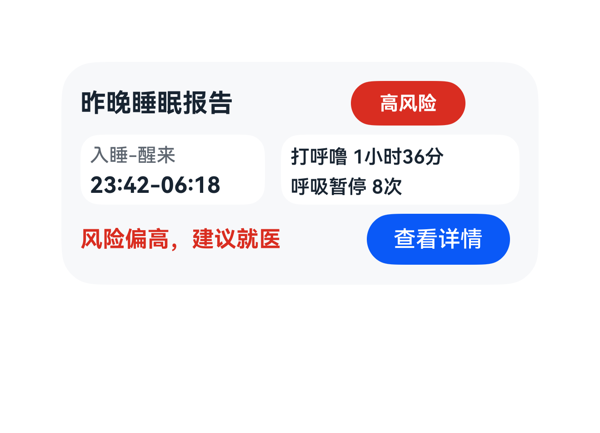 昨晚睡眠报告
高风险
入睡-醒来
23:42-06:18
打呼噜 1小时36分
呼吸暂停 8次
风险偏高，建议就医
查看详情